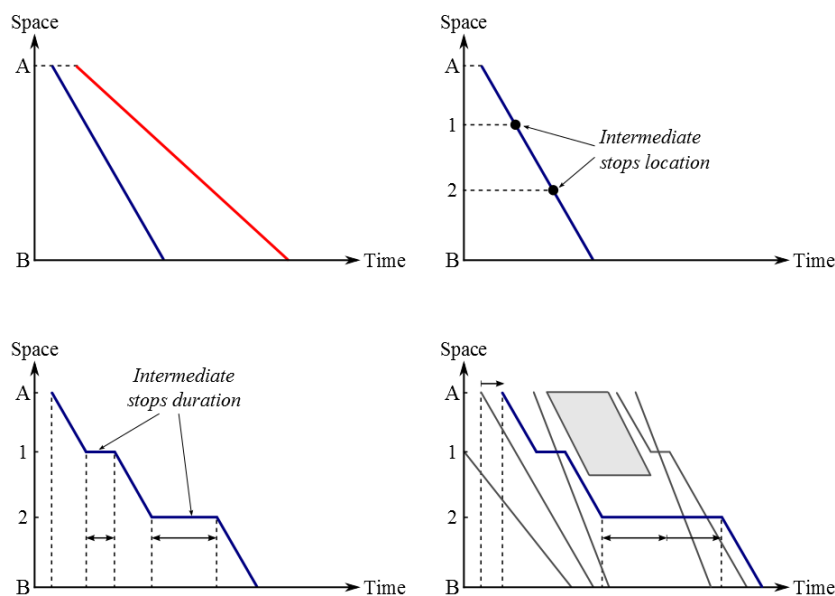 Space
A
B
Time
Space
A
1
2
B
Time
Intermediate
stops location
Space
A
1
2
B
Time
Intermediate
stops duration
Space
A
1
2
B
Time